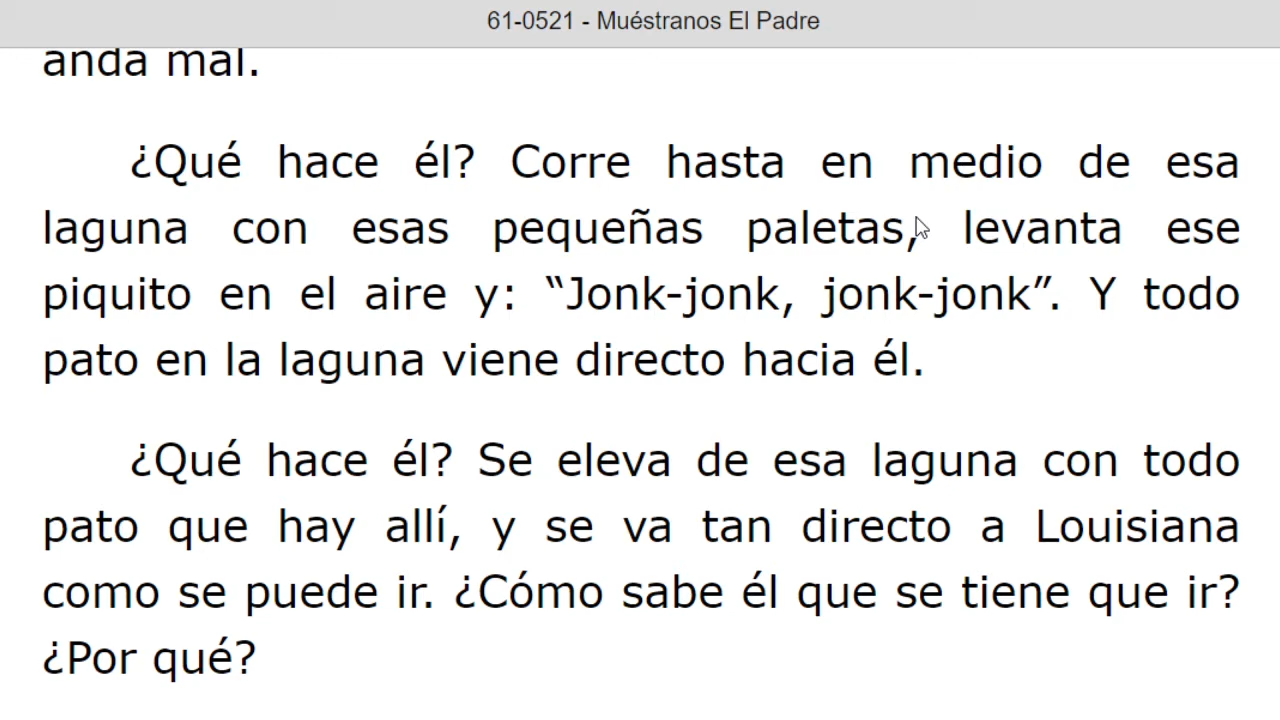 61-0521 - Muéstranos El Padre
anda mal.
¿Qué hace él? Corre hasta en medio de esa
laguna con esas pequeñas paletas, levanta ese
piquito en el aire y: “Jonk-jonk, jonk-jonk”. Y todo
pato en la laguna viene directo hacia él.
¿Qué hace él? Se eleva de esa laguna con todo
pato que hay allí, y se va tan directo a Louisiana
como se puede ir. ¿Cómo sabe él que se tiene que ir?
¿Por qué?